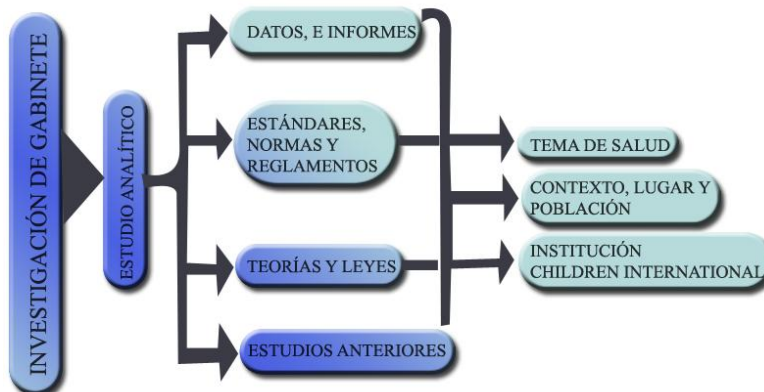 INVESTIGACIÓN DE GABINETE
ESTUDIO ANALÍTICO
DATOS, E INFORMES
ESTÁNDARES,
NORMAS Y
REGLAMENTOS
TEORÍAS Y LEYES
ESTUDIOS ANTERIORES
TEMA DE SALUD
CONTEXTO, LUGAR Y
POBLACIÓN
INSTITUCIÓN
CHILDREN INTERNATIONAL